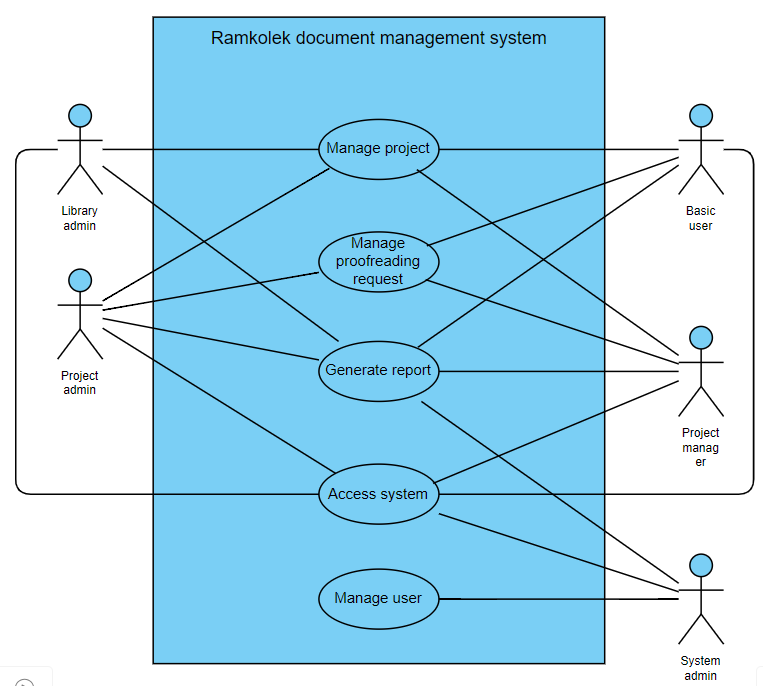 Ramkolek document management system
Manage project
Library
admin
Basic
user
Manage
proofreading
request
Project
admin
Generate report
Project
manag
er
Access system
Manage user
System
admin